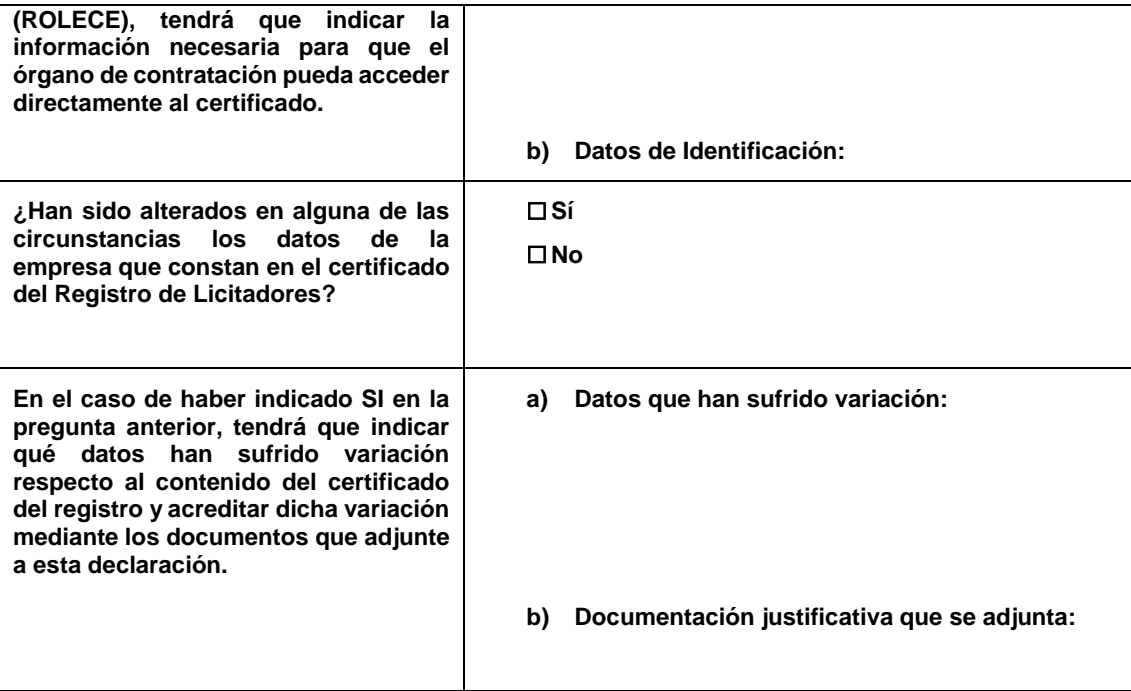 (ROLECE), tendrá que indicar la
información necesaria para que el
órgano de contratación pueda acceder
directamente al certificado.
b) Datos de Identificación:
¿Han sido alterados en alguna de las
circunstancias los datos de la
empresa que constan en el certificado
del Registro de Licitadores?
☐ Sí
☐ No
En el caso de haber indicado SI en la
pregunta anterior, tendrá que indicar
qué datos han sufrido variación
respecto al contenido del certificado
del registro y acreditar dicha variación
mediante los documentos que adjunte
a esta declaración.
a) Datos que han sufrido variación:
b) Documentación justificativa que se adjunta: